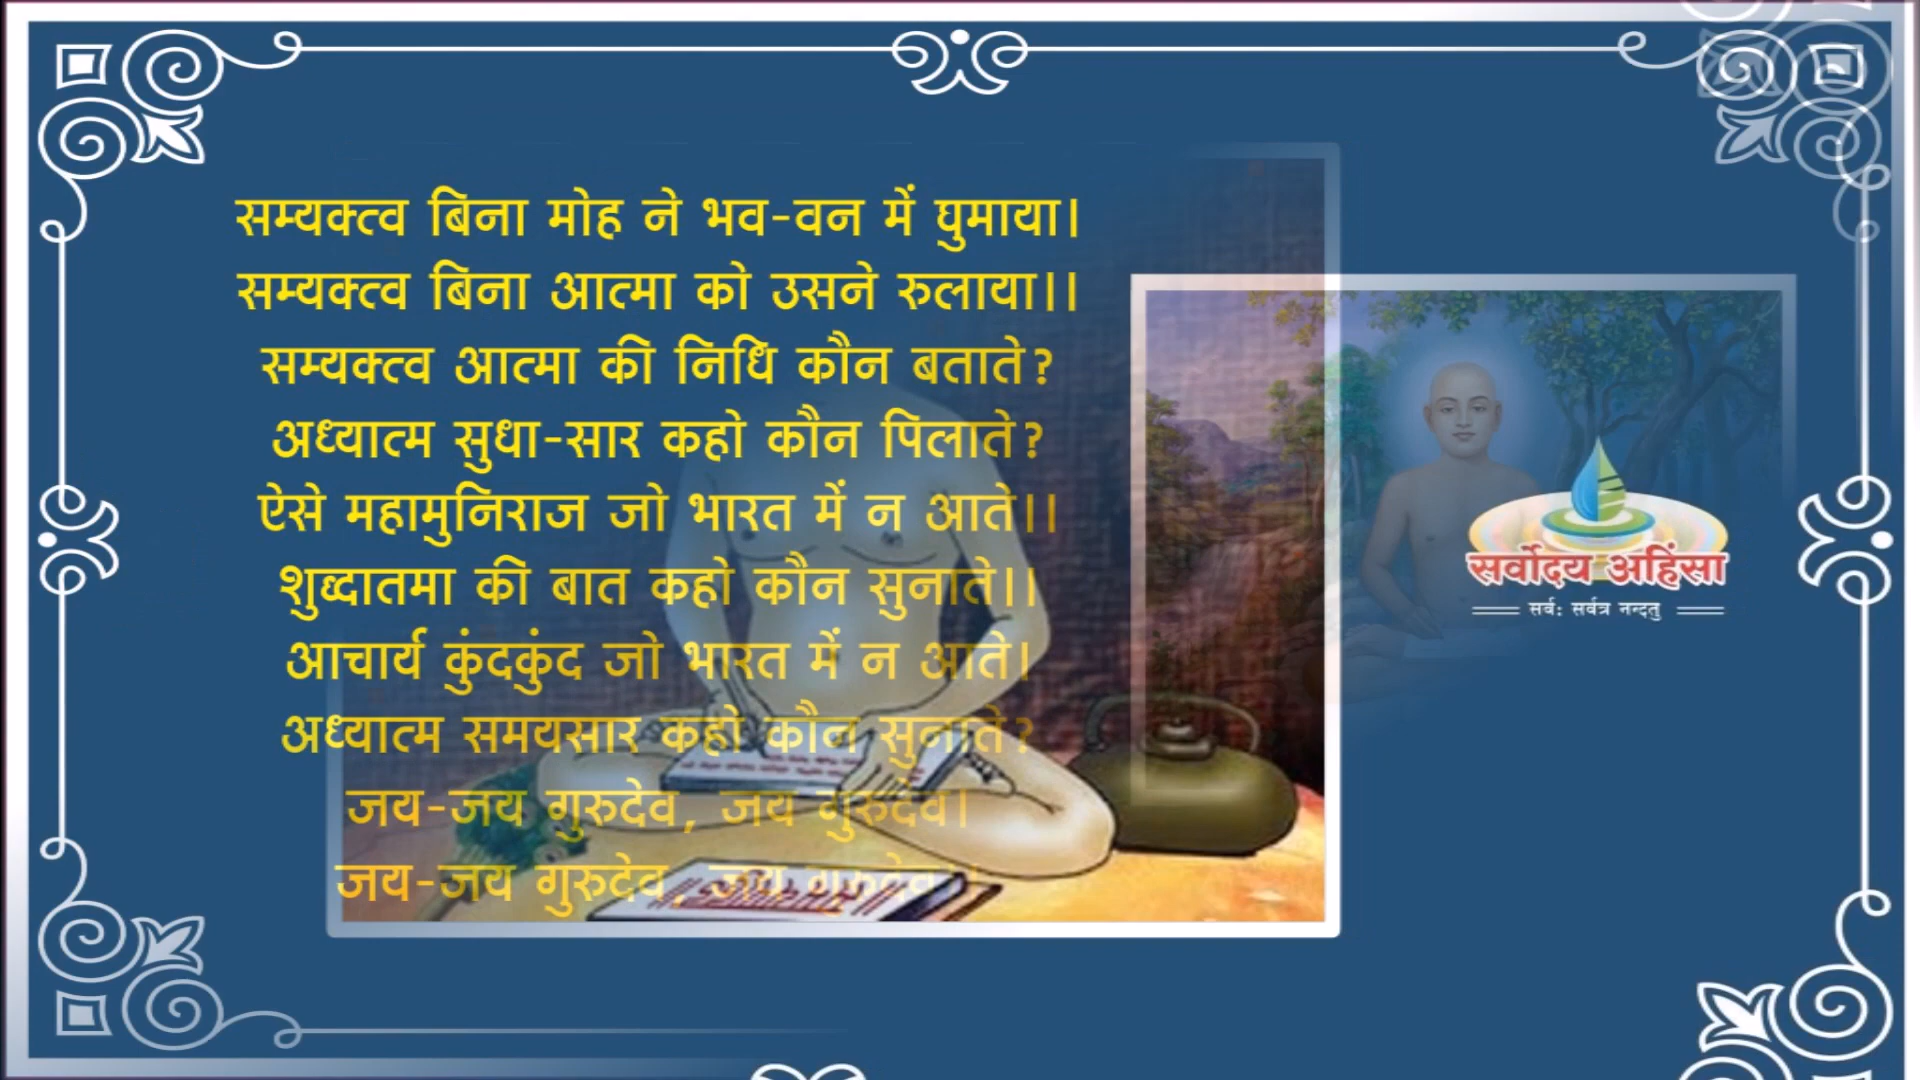 सम्यक्त्व बिना मोह ने भव-वन में घुमाया।
सम्यक्त्व बिना आत्मा को उसने रुलाया।।
सम्यक्त्व आत्मा की निधि कौन बताते?
अध्यात्म सुधा-सार कहो कौन पिलाते?
ऐसे महामुनिराज जो भारत में न आते।।
शुद्धातमा की बात कहो कौन सुनाते।।
आचार्य कुंदकुंद जो भारत में न आते।
अध्यात्म समयसार कहो कौन सुनाते?
जय-जय गुरुदेव, जय गुरुदेव।
जय-जय गुरुदेव, जय गुरुदेव।।
सर्वोदय अहिंसा
सर्वः सर्वत्र नन्दतु